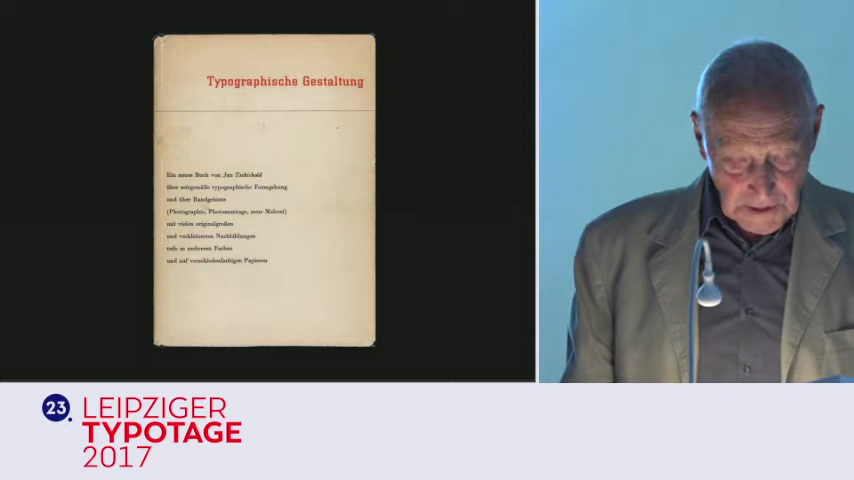 Typographische Gestaltung
Ein neues Buch von Jan Tschichold
über zeitgemäße typographische Formgebung
und über Randgebiete
(Photographie, Photomontage, neue Malerei)
mit vielen originalgroßen
und verkleinerten Nachbildungen
teils in mehreren Farben
und auf verschiedenfarbigen Papieren
23.
LEIPZIGER
TYPOTAGE
2017